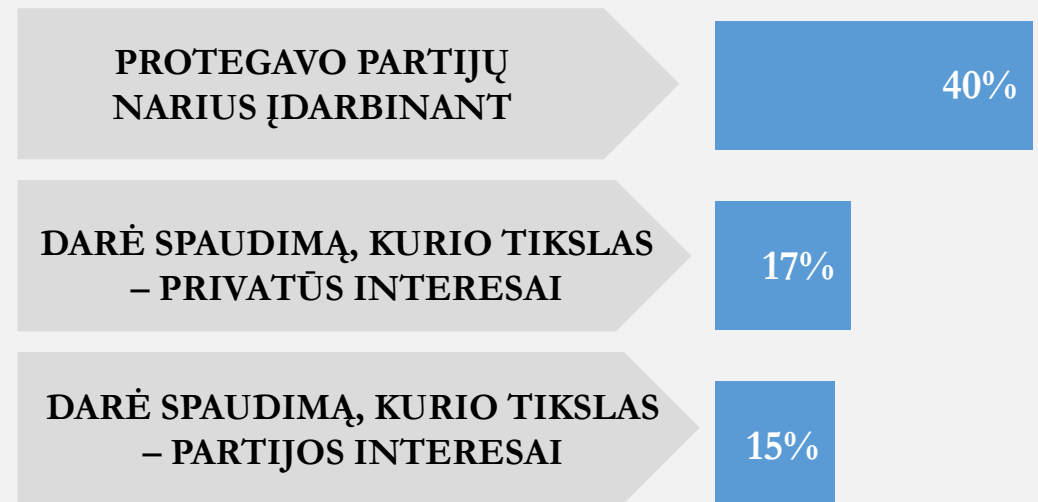 PROTEGAVO PARTIJŲ
NARIUS ĮDARBINANT
40%
DARĖ SPAUDIMĄ, KURIO TIKSLAS
– PRIVATŪS INTERESAI
17%
DARĖ SPAUDIMĄ, KURIO TIKSLAS
– PARTIJOS INTERESAI
15%